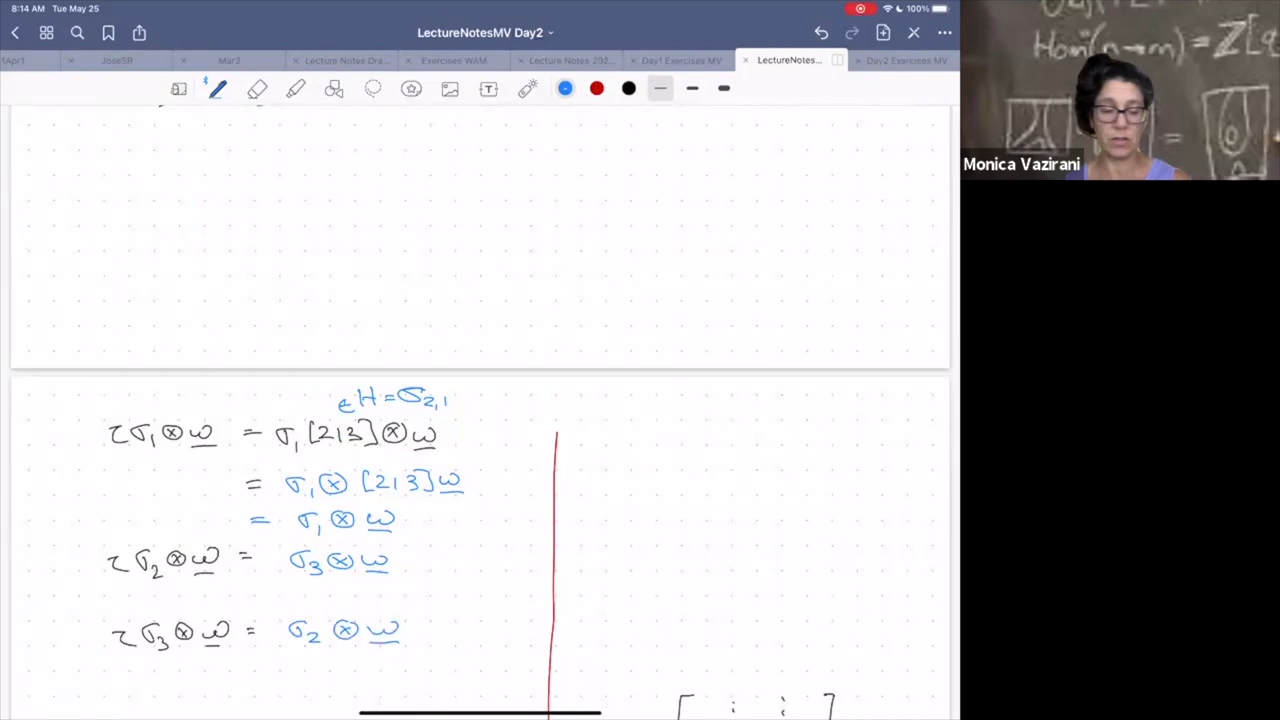 8:14 AM Tue May 25
100%
LectureNotesMV Day2
1Apr1
JoseSR
Mar3
Lecture Notes Dra...
Exercises WAM
Lecture Notes 202...
Day1 Exercises MV
LectureNotes...
Day2 Exercises MV
Hom(n→m) = ℤ[q
=
Monica Vazirani
∈ H = S₂,₁
τσ₁ ⊗ w = σ₁ [213] ⊗ w
= σ₁ ⊗ [213] w
= σ₁ ⊗ w
τσ₂ ⊗ w = σ₃ ⊗ w
τσ₃ ⊗ w = σ₂ ⊗ w